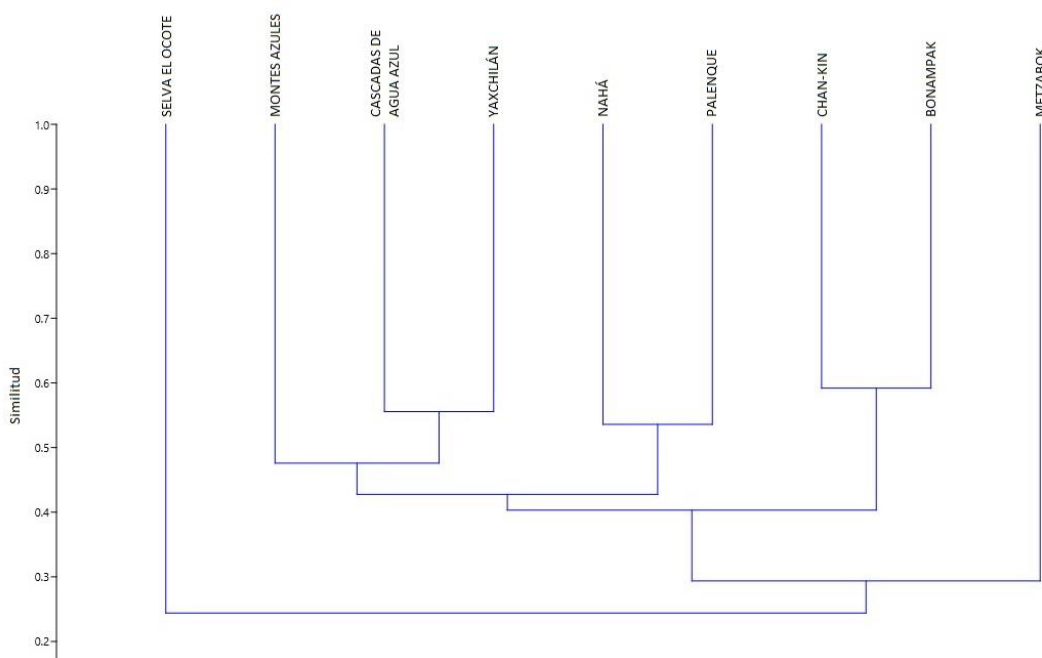 SELVA EL OCOTE
MONTES AZULES
CASCADAS DE
AGUA AZUL
YAXCHILÁN
NAHÁ
PALENQUE
CHAN-KIN
BONAMPAK
METZABOK
1.0
0.9
0.8
0.7
0.6
0.5
0.4
0.3
0.2
Similitud